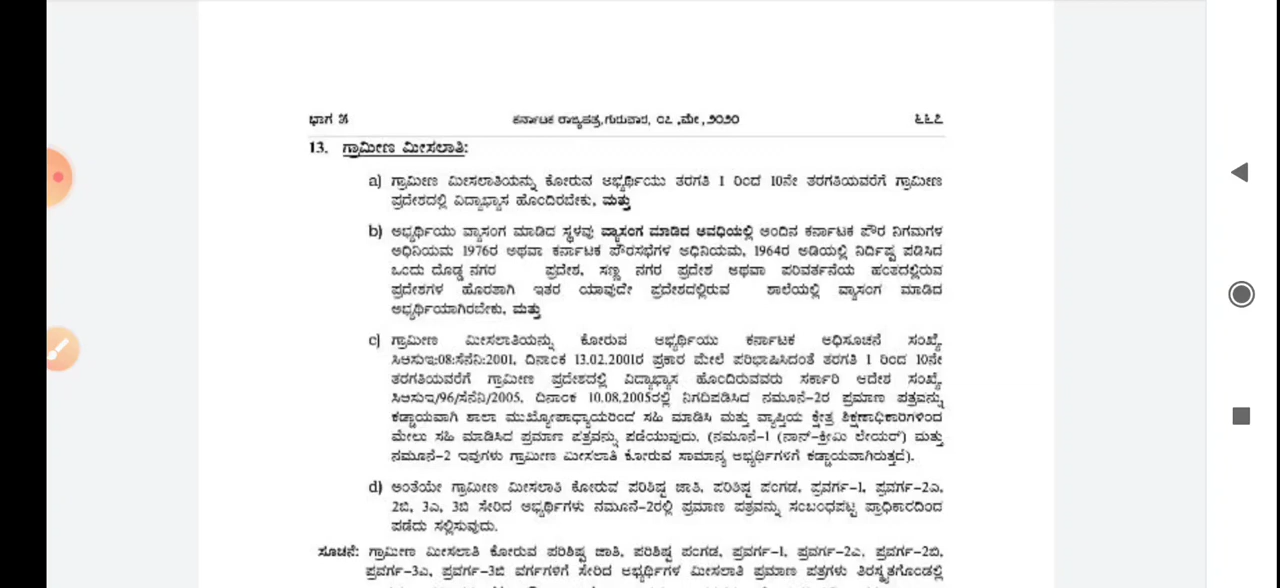 ಭಾಗ ೫ ಕರ್ನಾಟಕ ರಾಜ್ಯಪತ್ರ,ಗುರುವಾರ, ೦೭ ,ಮೇ,೨೦೨೦ ೬೬೭
13. ಗ್ರಾಮೀಣ ಮೀಸಲಾತಿ:
a) ಗ್ರಾಮೀಣ ಮೀಸಲಾತಿಯನ್ನು ಕೋರುವ ಅಭ್ಯರ್ಥಿಯು ತರಗತಿ 1 ರಿಂದ 10ನೇ ತರಗತಿಯವರೆಗೆ ಗ್ರಾಮೀಣ
ಪ್ರದೇಶದಲ್ಲಿ ವಿದ್ಯಾಭ್ಯಾಸ ಹೊಂದಿರಬೇಕು, ಮತ್ತು
b) ಅಭ್ಯರ್ಥಿಯು ವ್ಯಾಸಂಗ ಮಾಡಿದ ಸ್ಥಳವು ವ್ಯಾಸಂಗ ಮಾಡಿದ ಅವಧಿಯಲ್ಲಿ ಅಂದಿನ ಕರ್ನಾಟಕ ಪೌರ ನಿಗಮಗಳ
ಅಧಿನಿಯಮ 1976ರ ಅಥವಾ ಕರ್ನಾಟಕ ಪೌರಸಭೆಗಳ ಅಧಿನಿಯಮ, 1964ರ ಅಡಿಯಲ್ಲಿ ನಿರ್ದಿಷ್ಟ ಪಡಿಸಿದ
ಒಂದು ದೊಡ್ಡ ನಗರ ಪ್ರದೇಶ, ಸಣ್ಣ ನಗರ ಪ್ರದೇಶ ಅಥವಾ ಪರಿವರ್ತನೆಯ ಹಂತದಲ್ಲಿರುವ
ಪ್ರದೇಶಗಳ ಹೊರತಾಗಿ ಇತರ ಯಾವುದೇ ಪ್ರದೇಶದಲ್ಲಿರುವ ಶಾಲೆಯಲ್ಲಿ ವ್ಯಾಸಂಗ ಮಾಡಿದ
ಅಭ್ಯರ್ಥಿಯಾಗಿರಬೇಕು, ಮತ್ತು
c) ಗ್ರಾಮೀಣ ಮೀಸಲಾತಿಯನ್ನು ಕೋರುವ ಅಭ್ಯರ್ಥಿಯು ಕರ್ನಾಟಕ ಅಧಿಸೂಚನೆ ಸಂಖ್ಯೆ
ಸಿಆಸುಇ:08:ಸೆನೆನಿ:2001, ದಿನಾಂಕ 13.02.2001ರ ಪ್ರಕಾರ ಮೇಲೆ ಪರಿಭಾಷಿಸಿದಂತೆ ತರಗತಿ 1 ರಿಂದ 10ನೇ
ತರಗತಿಯವರೆಗೆ ಗ್ರಾಮೀಣ ಪ್ರದೇಶದಲ್ಲಿ ವಿದ್ಯಾಭ್ಯಾಸ ಹೊಂದಿರುವವರು ಸರ್ಕಾರಿ ಆದೇಶ ಸಂಖ್ಯೆ
ಸಿಆಸುಇ/96/ಸೆನೆನಿ/2005, ದಿನಾಂಕ 10.08.2005ರಲ್ಲಿ ನಿಗದಿಪಡಿಸಿದ ನಮೂನೆ-2ರ ಪ್ರಮಾಣ ಪತ್ರವನ್ನು
ಕಡ್ಡಾಯವಾಗಿ ಶಾಲಾ ಮುಖ್ಯೋಪಾಧ್ಯಾಯರಿಂದ ಸಹಿ ಮಾಡಿಸಿ ಮತ್ತು ವ್ಯಾಪ್ತಿಯ ಕ್ಷೇತ್ರ ಶಿಕ್ಷಣಾಧಿಕಾರಿಗಳಿಂದ
ಮೇಲು ಸಹಿ ಮಾಡಿಸಿದ ಪ್ರಮಾಣ ಪತ್ರವನ್ನು ಪಡೆಯುವುದು. (ನಮೂನೆ-1 (ನಾನ್-ಕ್ರೀಮಿ ಲೇಯರ್) ಮತ್ತು
ನಮೂನೆ-2 ಇವುಗಳು ಗ್ರಾಮೀಣ ಮೀಸಲಾತಿ ಕೋರುವ ಸಾಮಾನ್ಯ ಅಭ್ಯರ್ಥಿಗಳಿಗೆ ಕಡ್ಡಾಯವಾಗಿರುತ್ತದೆ).
d) ಅಂತೆಯೇ ಗ್ರಾಮೀಣ ಮೀಸಲಾತಿ ಕೋರುವ ಪರಿಶಿಷ್ಟ ಜಾತಿ, ಪರಿಶಿಷ್ಟ ಪಂಗಡ, ಪ್ರವರ್ಗ-1, ಪ್ರವರ್ಗ-2ಎ,
2ಬಿ, 3ಎ, 3ಬಿ ಸೇರಿದ ಅಭ್ಯರ್ಥಿಗಳು ನಮೂನೆ-2ರಲ್ಲಿ ಪ್ರಮಾಣ ಪತ್ರವನ್ನು ಸಂಬಂಧಪಟ್ಟ ಪ್ರಾಧಿಕಾರದಿಂದ
ಪಡೆದು ಸಲ್ಲಿಸುವುದು.
ಸೂಚನೆ: ಗ್ರಾಮೀಣ ಮೀಸಲಾತಿ ಕೋರುವ ಪರಿಶಿಷ್ಟ ಜಾತಿ, ಪರಿಶಿಷ್ಟ ಪಂಗಡ, ಪ್ರವರ್ಗ-1, ಪ್ರವರ್ಗ-2ಎ, ಪ್ರವರ್ಗ-2ಬಿ,
ಪ್ರವರ್ಗ-3ಎ, ಪ್ರವರ್ಗ-3ಬಿ ವರ್ಗಗಳಿಗೆ ಸೇರಿದ ಅಭ್ಯರ್ಥಿಗಳ ಮೀಸಲಾತಿ ಪ್ರಮಾಣ ಪತ್ರಗಳು ತಿರಸ್ಕೃತಗೊಂಡಲ್ಲಿ